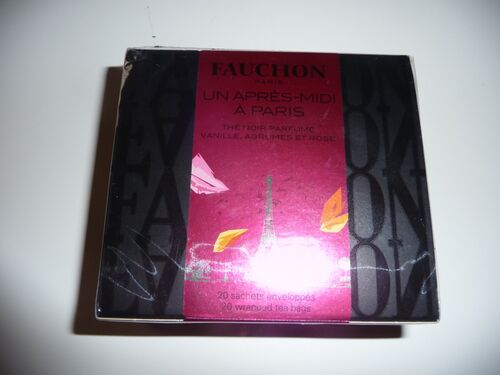 FAUCHON
PARIS
UN APRÈS-MIDI
À PARIS
THÉ NOIR PARFUMÉ
VANILLE, AGRUMES ET ROSE
20 sachets enveloppés
20 wrapped tea bags